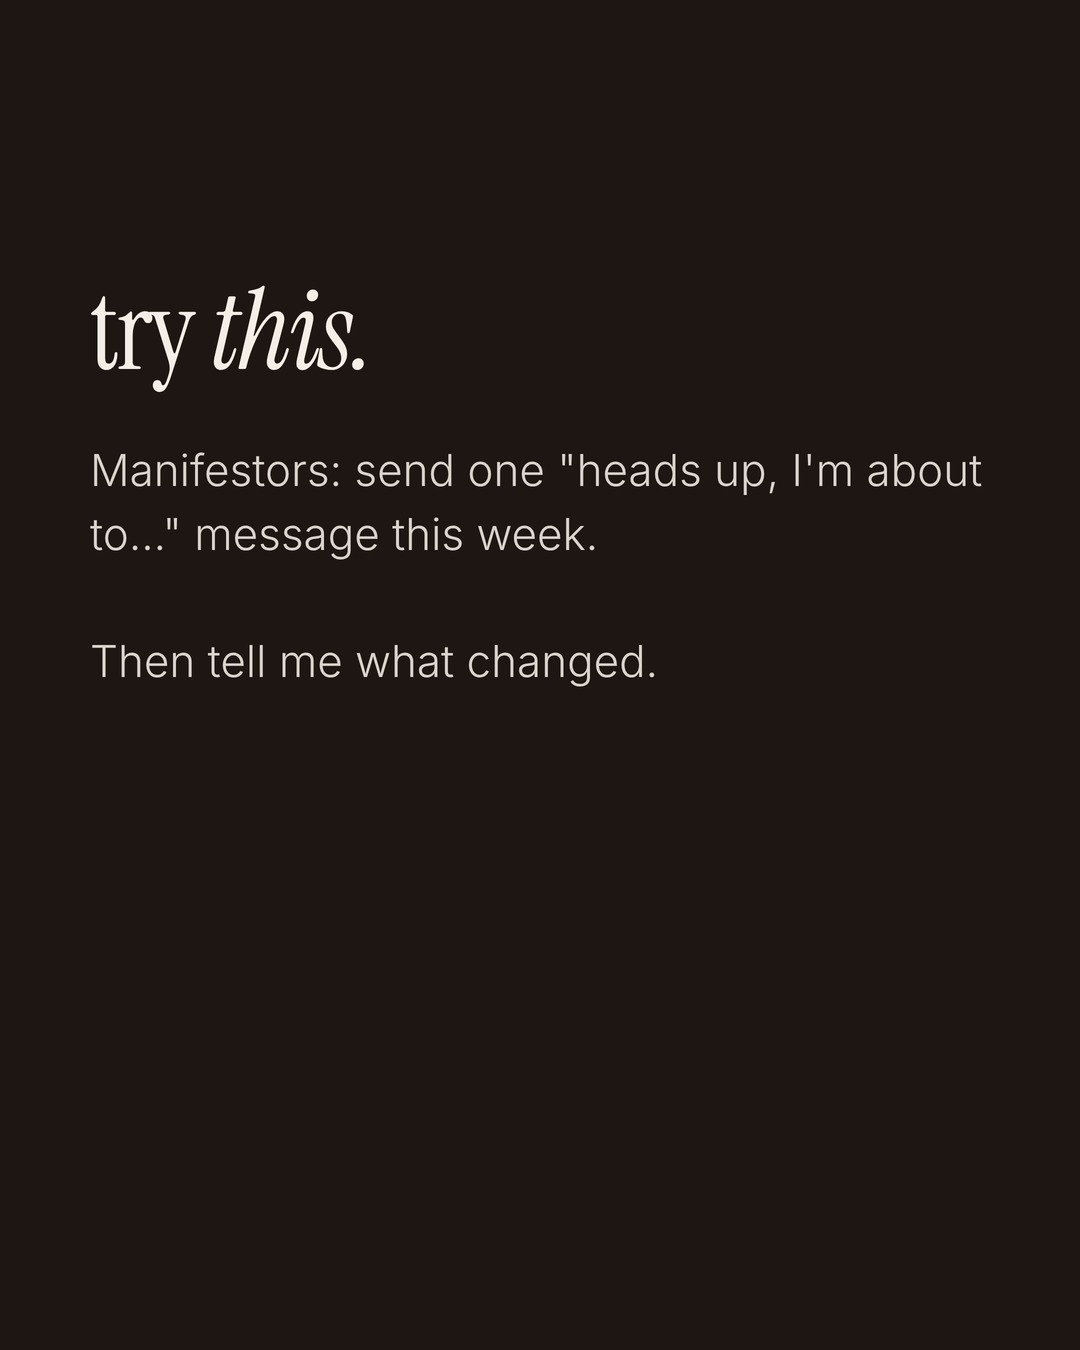 try this.
Manifestors: send one "heads up, I'm about
to..." message this week.
Then tell me what changed.